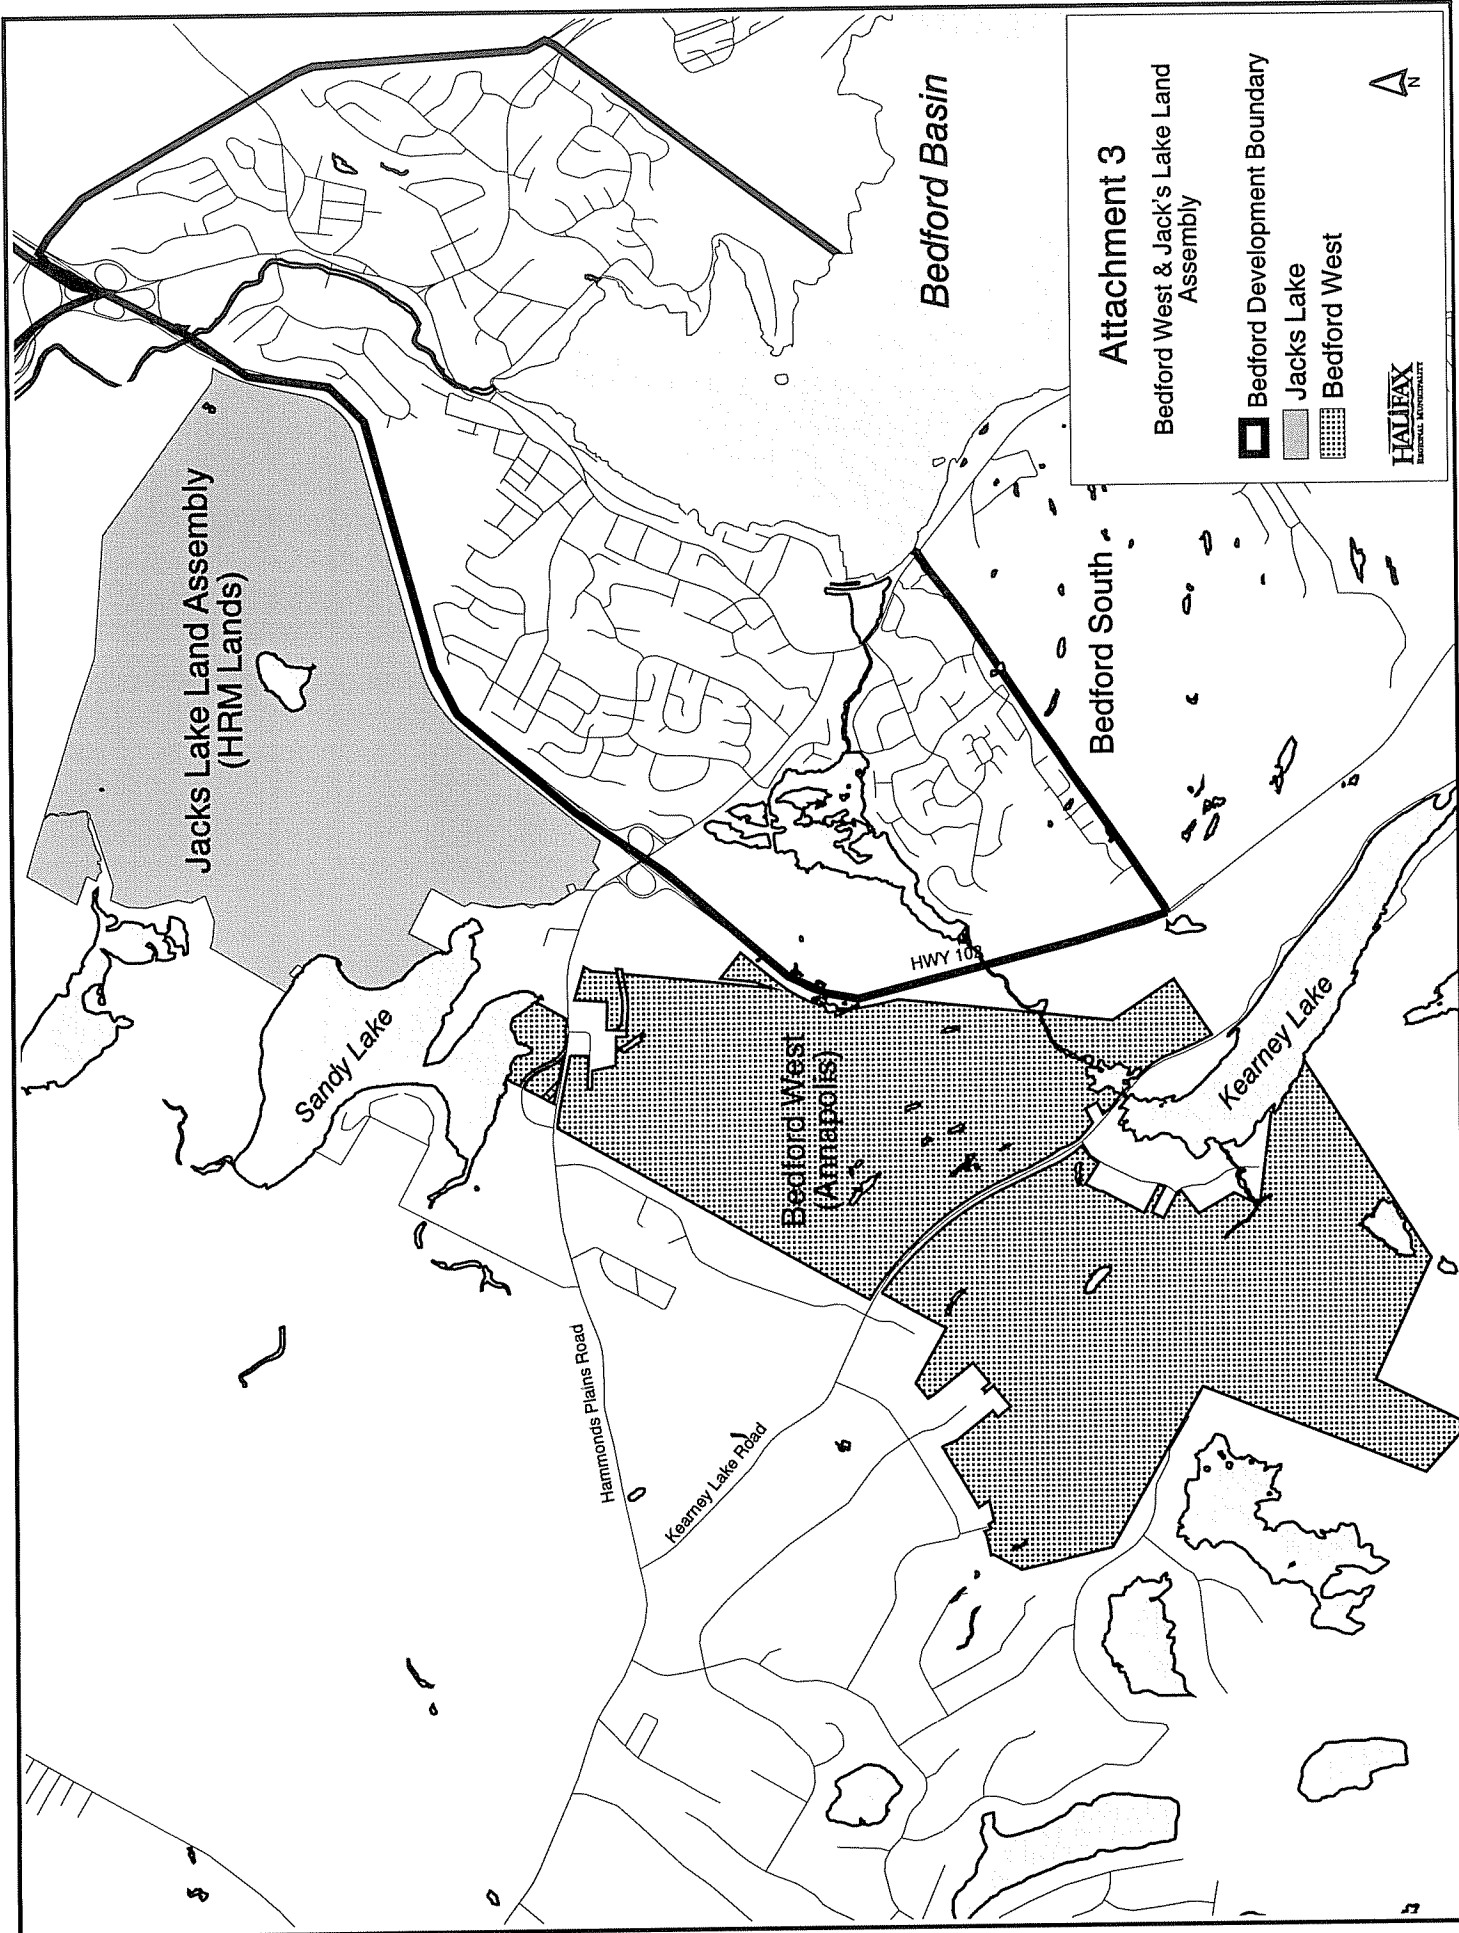 Jacks Lake Land Assembly
(HRM Lands)
Sandy Lake
Bedford Basin
Hammonds Plains Road
Kearney Lake Road
Bedford West
(Annapolis)
HWY 102
Bedford South
Kearney Lake
Attachment 3
Bedford West & Jack's Lake Land
Assembly
Bedford Development Boundary
Jacks Lake
Bedford West
HALIFAX
REGIONAL MUNICIPALITY
N